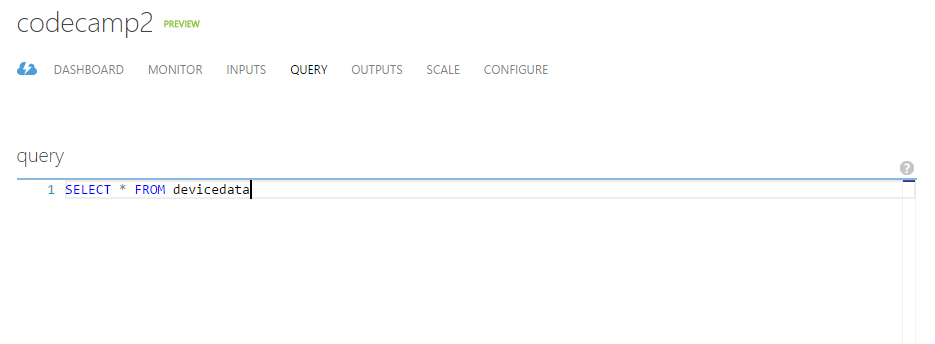 codecamp2 PREVIEW
DASHBOARD MONITOR INPUTS QUERY OUTPUTS SCALE CONFIGURE
query
?
1 SELECT * FROM devicedata